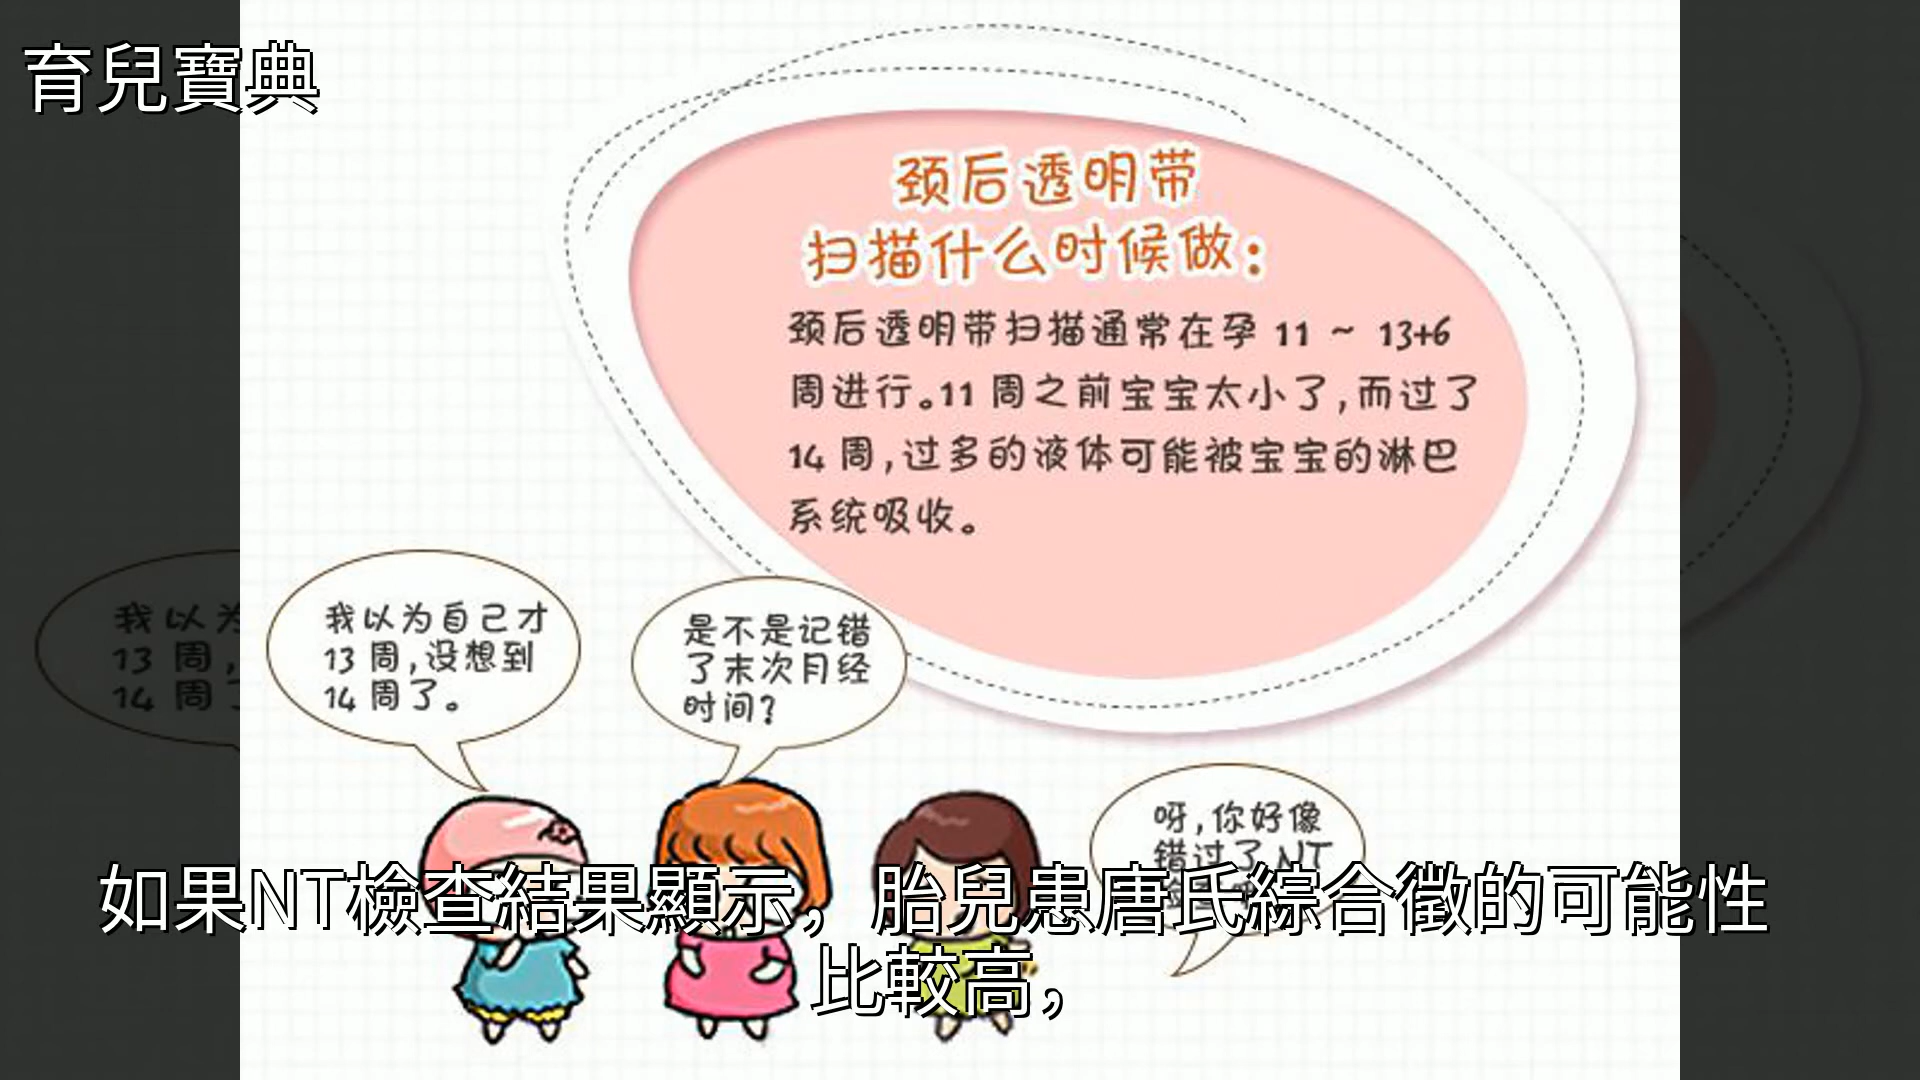 育兒寶典
颈后透明带
扫描什么时候做：
颈后透明带扫描通常在孕 11 ~ 13+6
周进行。11 周之前宝宝太小了，而过了
14 周，过多的液体可能被宝宝的淋巴
系统吸收。
我以为
13 周，
14 周了
我以为自己才
13 周，没想到
14 周了。
是不是记错
了末次月经
时间？
呀，你好像
错过了 NT
如果NT檢查結果顯示，胎兒患唐氏綜合徵的可能性
比較高，